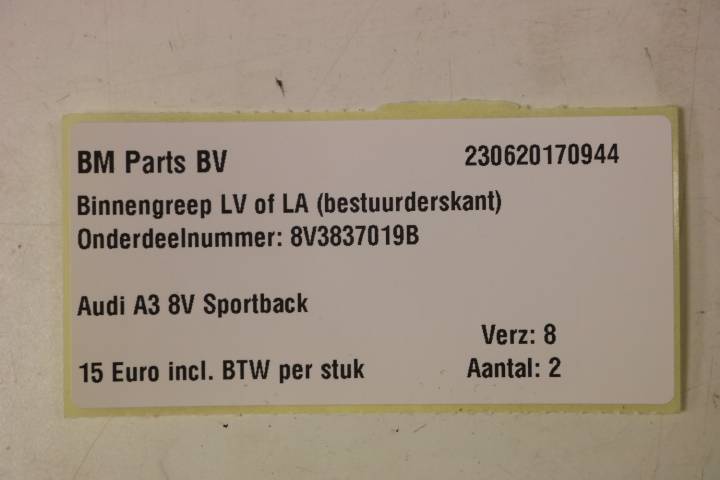 BM Parts BV 230620170944
Binnengreep LV of LA (bestuurderskant)
Onderdeelnummer: 8V3837019B
Audi A3 8V Sportback
Verz: 8
15 Euro incl. BTW per stuk Aantal: 2